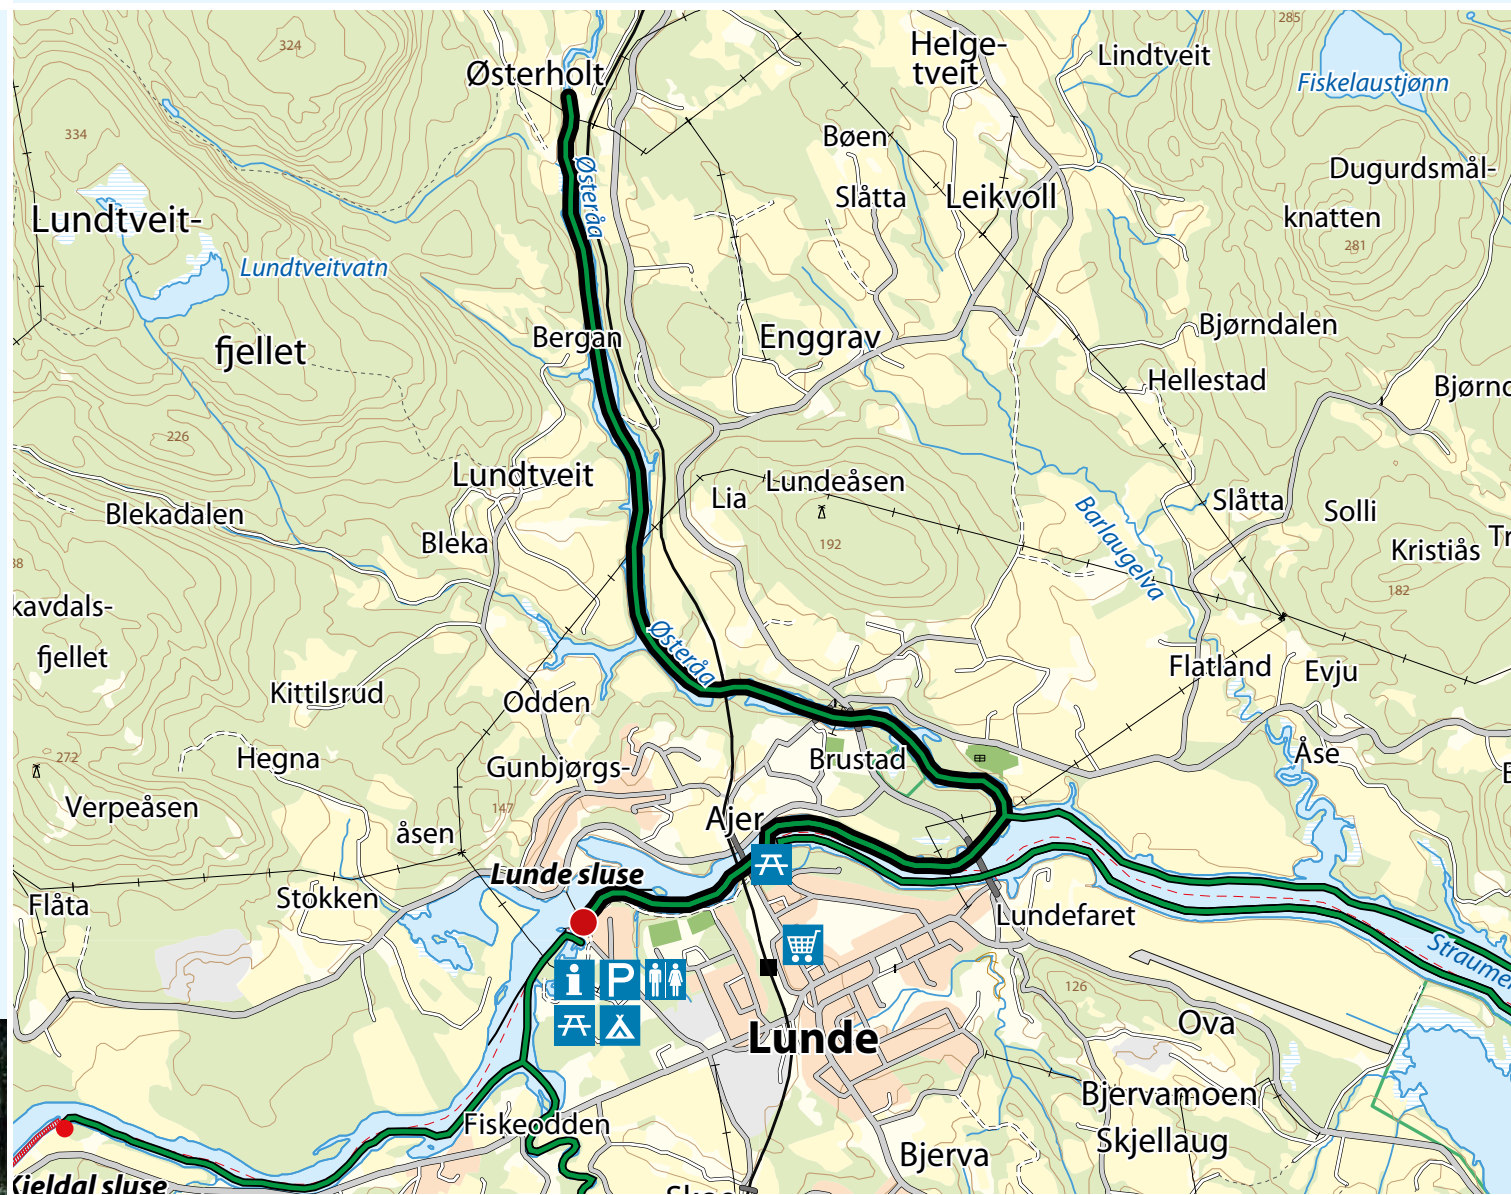 285
324
Helge-
tveit
Lindtveit
Østerholt
Fiskelaustjønn
334
Bøen
Dugurdsmål-
Østeråa
Slåtta
Leikvoll
knatten
Lundtveit-
281
Lundtveitvatn
Bergan
Enggrav
Bjørndalen
fjellet
Hellestad
226
Lundtveit
Lia
Lundeåsen
Slåtta
Solli
Blekadalen
Bleka
192
Barlaugelva
Kristiås
182
kavdals-
fjellet
Østeråa
Flatland
Evju
Kittilsrud
Odden
Hegna
272
Gunbjørgs-
Brustad
Åse
Verpeåsen
147
åsen
Ajer
Lunde sluse
Stokken
Flåta
Lundefaret
Straume
i
P
126
Ova
Lunde
Bjervamoen
Fiskeodden
Skjellaug
Bjerva
Kjeldal sluse